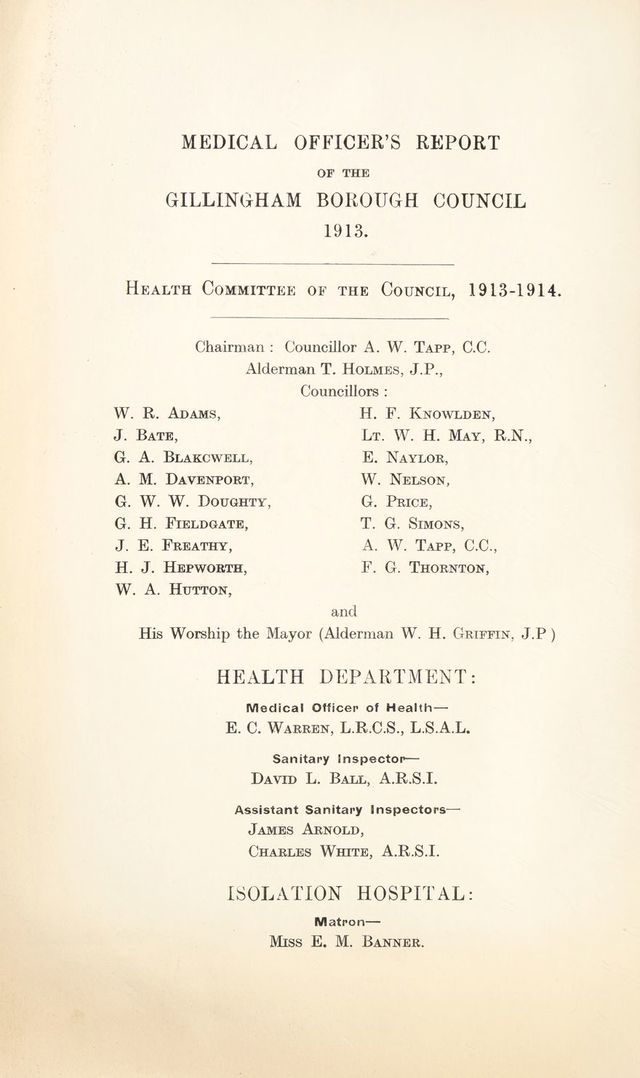 MEDICAL OFFICER'S REPORT
OF THE
GILLINGHAM BOROUGH COUNCIL
1913.
HEALTH COMMITTEE OF THE COUNCIL, 1913-1914.
Chairman : Councillor A. W. TAPP, C.C.
Alderman T. HOLMES, J.P.,
Councillors :
W. R. ADAMS,
J. BATE,
G. A. BLAKCWELL,
A. M. DAVENPORT,
G. W. W. DOUGHTY,
G. H. FIELDGATE,
J. E. FREATHY,
H. J. HEPWORTH,
W. A. HUTTON,
H. F. KNOWLDEN,
LT. W. H. MAY, R.N.,
E. NAYLOR,
W. NELSON,
G. PRICE,
T. G. SIMONS,
A. W. TAPP, C.C.,
F. G. THORNTON,
and
His Worship the Mayor (Alderman W. H. GRIFFIN, J.P )
HEALTH DEPARTMENT:
Medical Officer of Health—
E. C. WARREN, L.R.C.S., L.S.A.L.
Sanitary Inspector—
DAVID L. BALL, A.R.S.I.
Assistant Sanitary Inspectors—
JAMES ARNOLD,
CHARLES WHITE, A.R.S.I.
ISOLATION HOSPITAL:
Matron—
MISS E. M. BANNER.